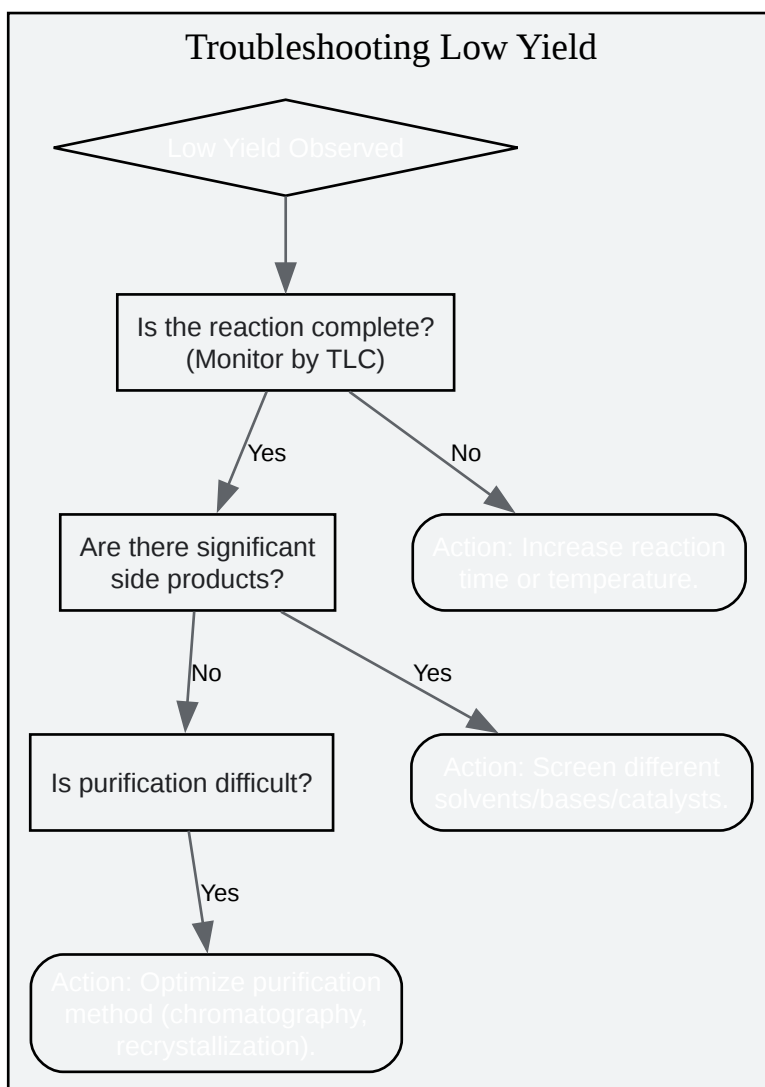 Troubleshooting Low Yield
Low Yield Observed
Is the reaction complete?
(Monitor by TLC)
Yes
No
Are there significant
side products?
Action: Increase reaction
time or temperature.
No
Yes
Is purification difficult?
Action: Screen different
solvents/bases/catalysts.
Yes
Action: Optimize purification
method (chromatography,
recrystallization).